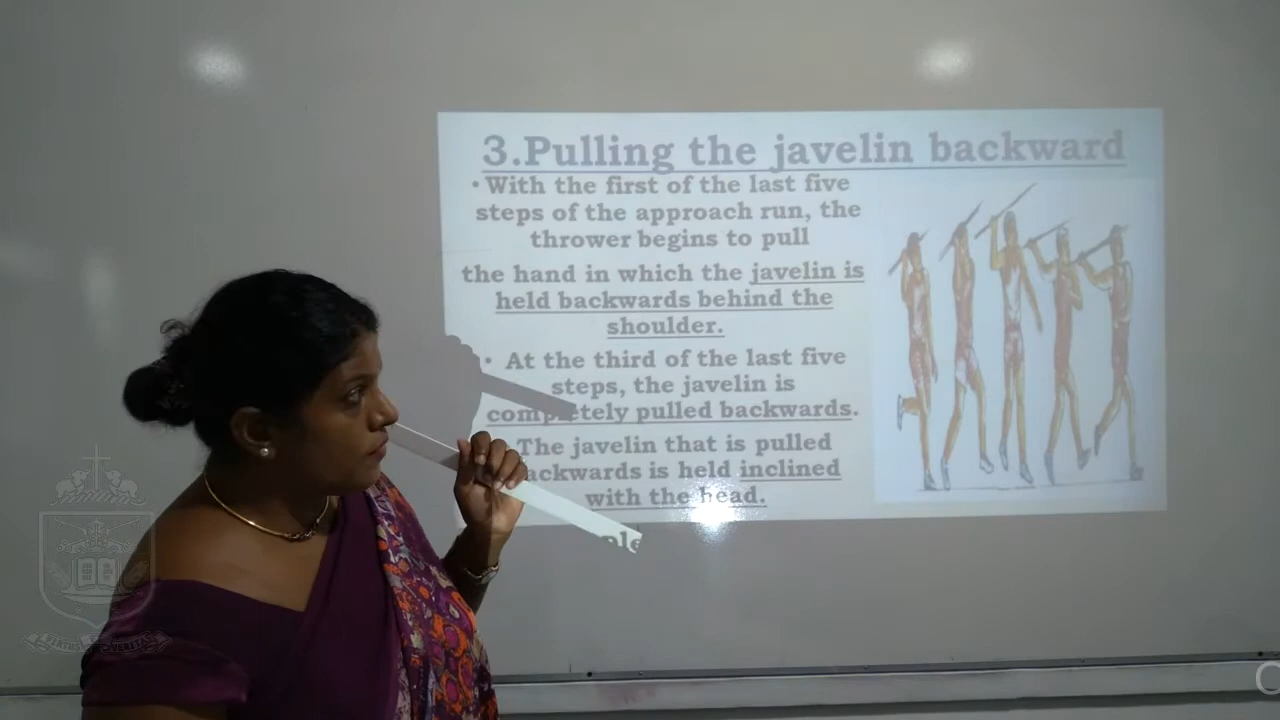 3.Pulling the javelin backward
• With the first of the last five
steps of the approach run, the
thrower begins to pull
the hand in which the javelin is
held backwards behind the
shoulder.
• At the third of the last five
steps, the javelin is
completely pulled backwards.
The javelin that is pulled
backwards is held inclined
with the head.
ple
VERITAS